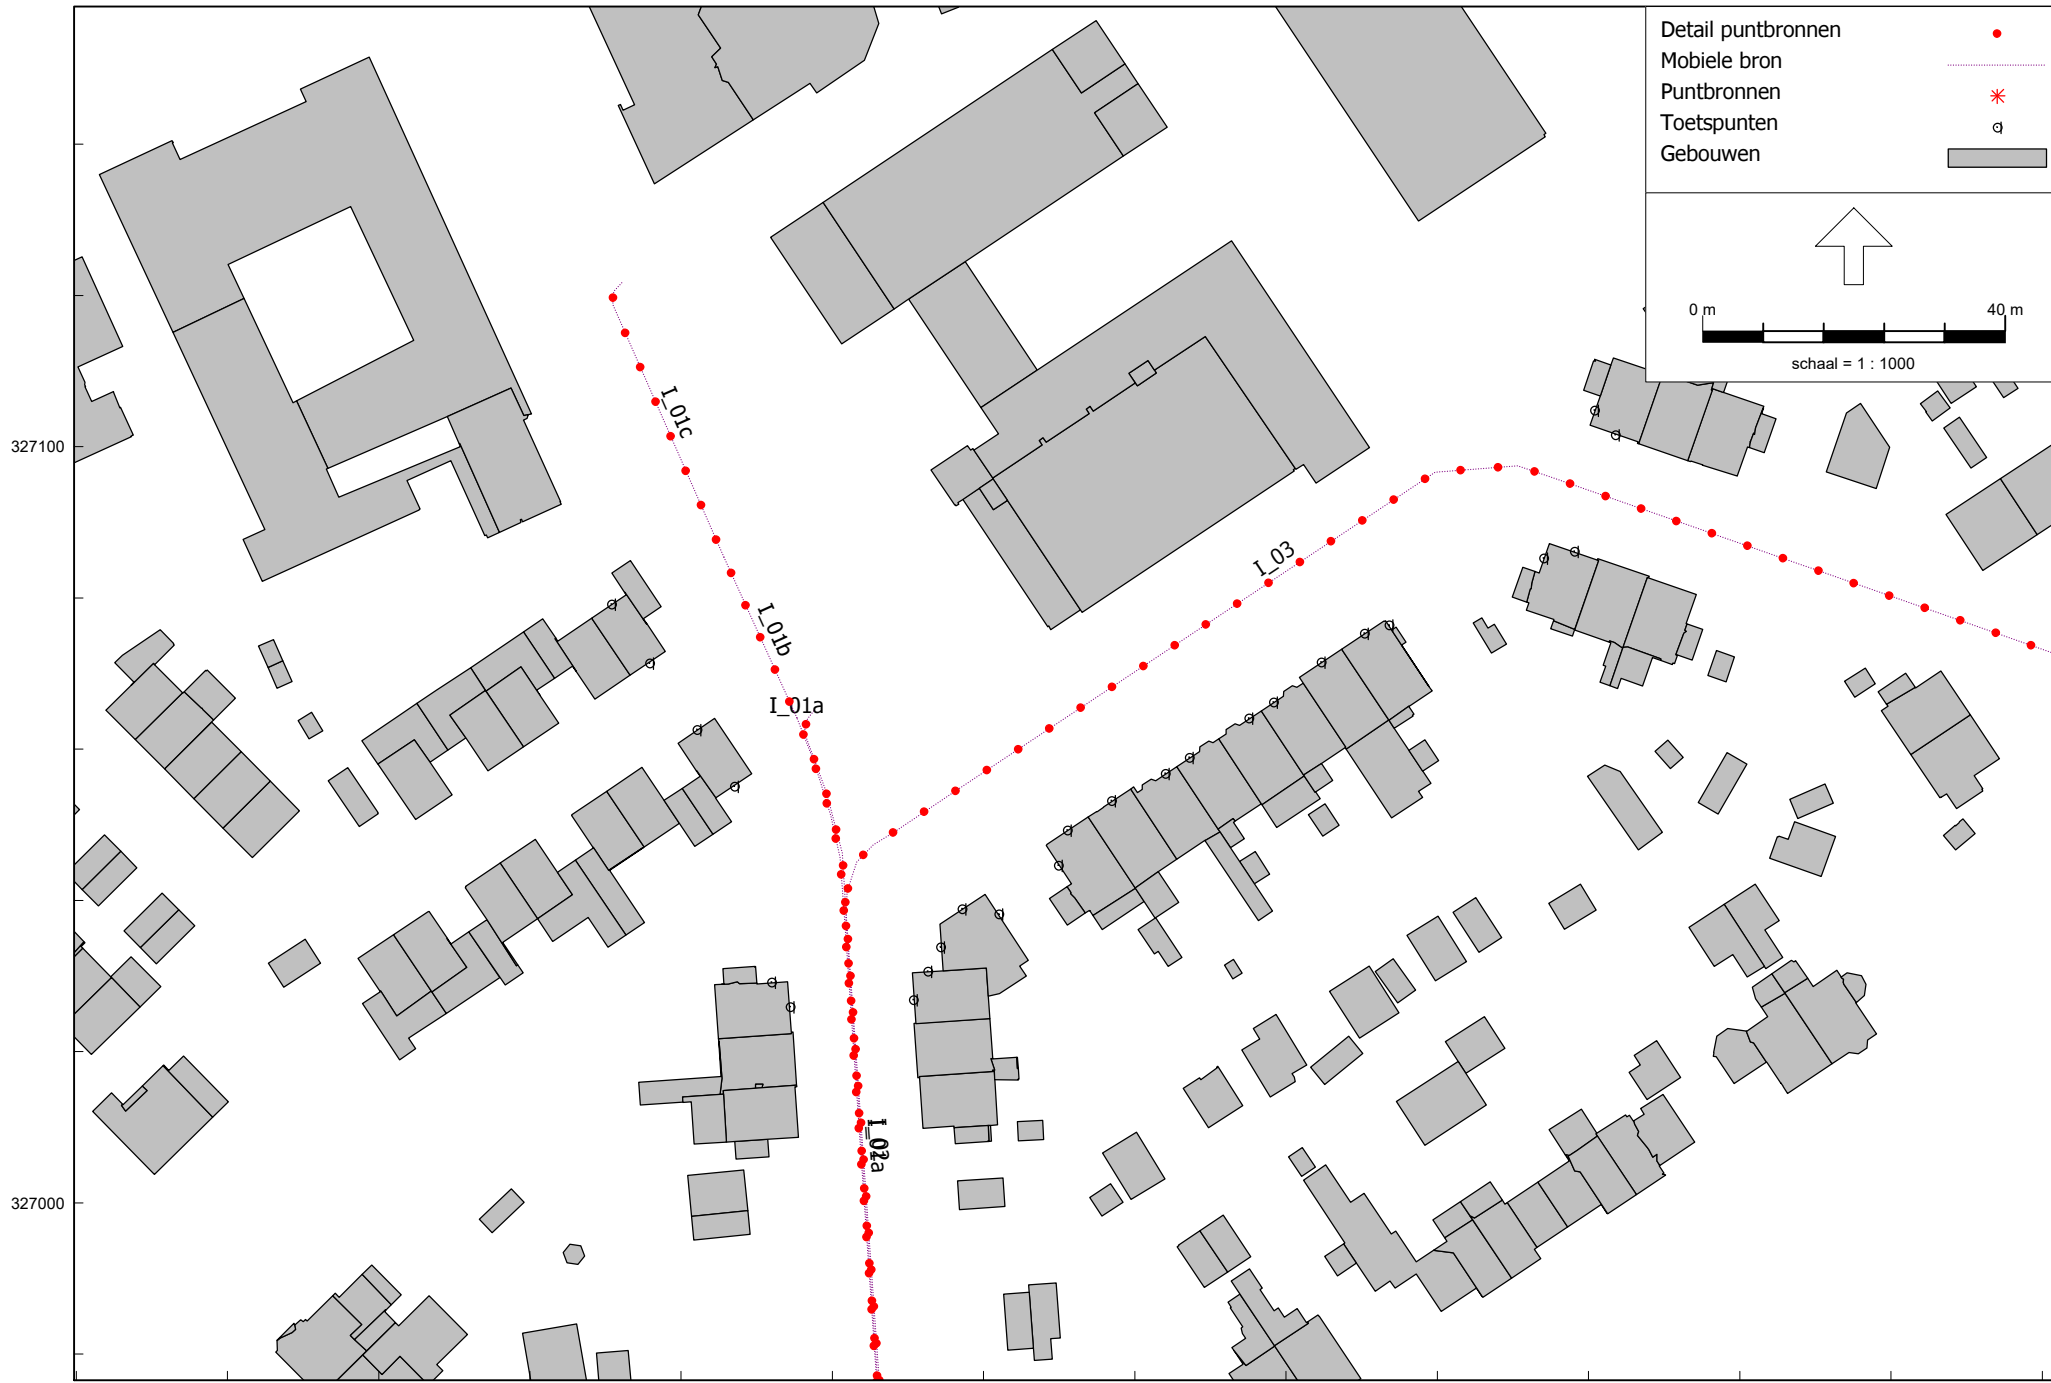 Detail puntbronnen
Mobiele bron
Puntbronnen
Toetspunten
Gebouwen
0 m 40 m
schaal = 1 : 1000
I_01c
327100
I_03
I_01b
I_01a
327000